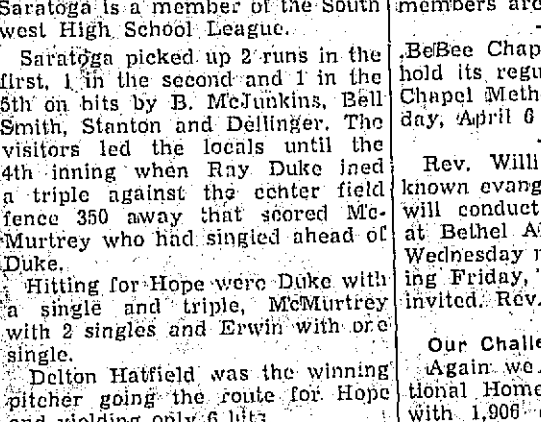 Saratoga is a member of the South
west High School League.
Saratoga picked up 2 runs in the
first, 1 in the second and 1 in the
5th on hits by B. McJunkins, Bell
Smith, Stanton and Dellinger. The
visitors led the locals until the
4th inning when Ray Duke lned
a triple against the center field
fence 350 away that scored Mc-
Murtrey who had singled ahead of
Duke.
Hitting for Hope were Duke with
a single and triple, McMurtrey
with 2 singles and Erwin with one
single.
Delton Hatfield was the winning
pitcher going the route for Hope
and yielding only 6 hits
members are
BeBee Chap
hold its regu
Chapel Meth
day, April 6
Rev. Willi
known evang
will conduct
at Bethel A
Wednesday n
ing Friday,
invited. Rev.
Our Challe
Again we
tional Home
with 1,906